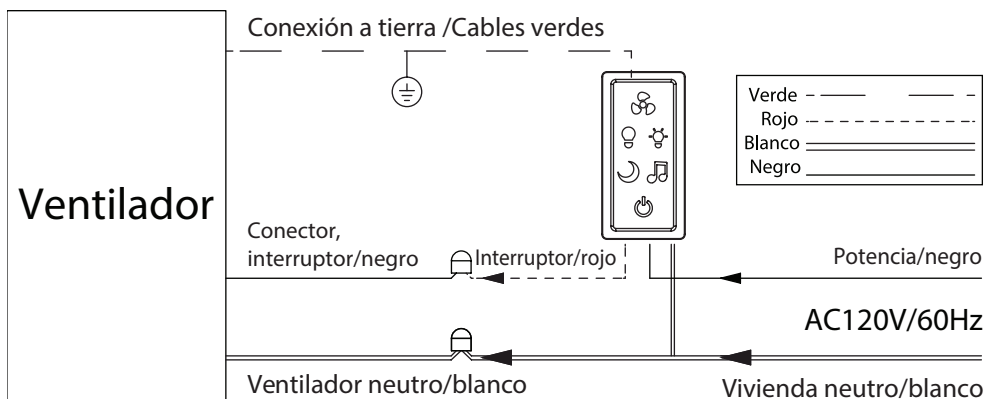 Conexión a tierra /Cables verdes
Verde
Rojo
Blanco
Negro
Ventilador
Conector,
interruptor/negro
Interruptor/rojo
Potencia/negro
AC120V/60Hz
Ventilador neutro/blanco
Vivienda neutro/blanco